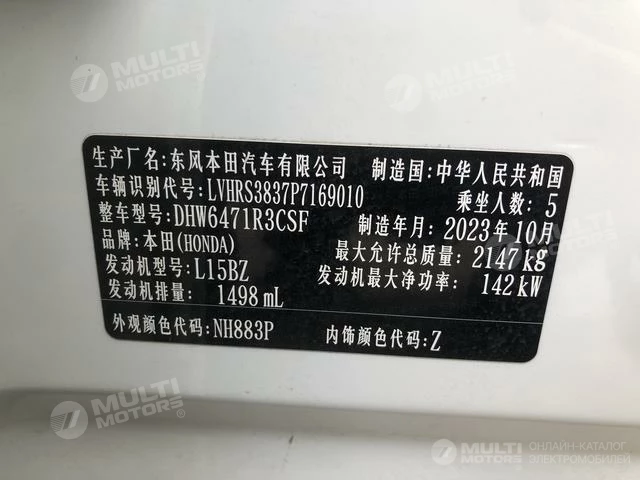 MULTI MOTORS®
MULTI MOTORS®
MULTI MOTORS®
生产厂名:东风本田汽车有限公司 制造国:中华人民共和国
车辆识别代号:LVHRS3837P7169010 乘坐人数:5
整车型号:DHW6471R3CSF 制造年月:2023年10月
品牌:本田(HONDA) 最大允许总质量:2147kg
发动机型号:L15BZ 发动机最大净功率:142kW
发动机排量:1498mL
外观颜色代码:NH883P 内饰颜色代码:Z
MULTI MOTORS®
MULTI MOTORS
ОНЛАЙН-КАТАЛОГ
ЭЛЕКТРОМОБИЛЕЙ